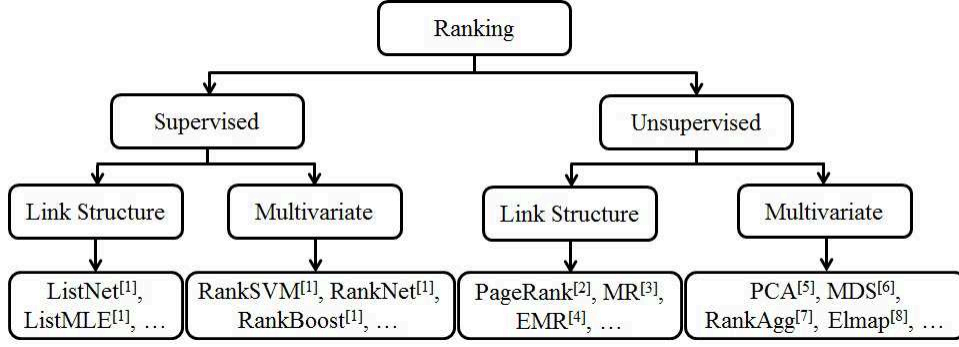 Ranking
Supervised
Unsupervised
Link Structure
Multivariate
Link Structure
Multivariate
ListNet[1],
ListMLE[1], …
RankSVM[1], RankNet[1],
RankBoost[1], …
PageRank[2], MR[3],
EMR[4], …
PCA[5], MDS[6],
RankAgg[7], Elmap[8], …